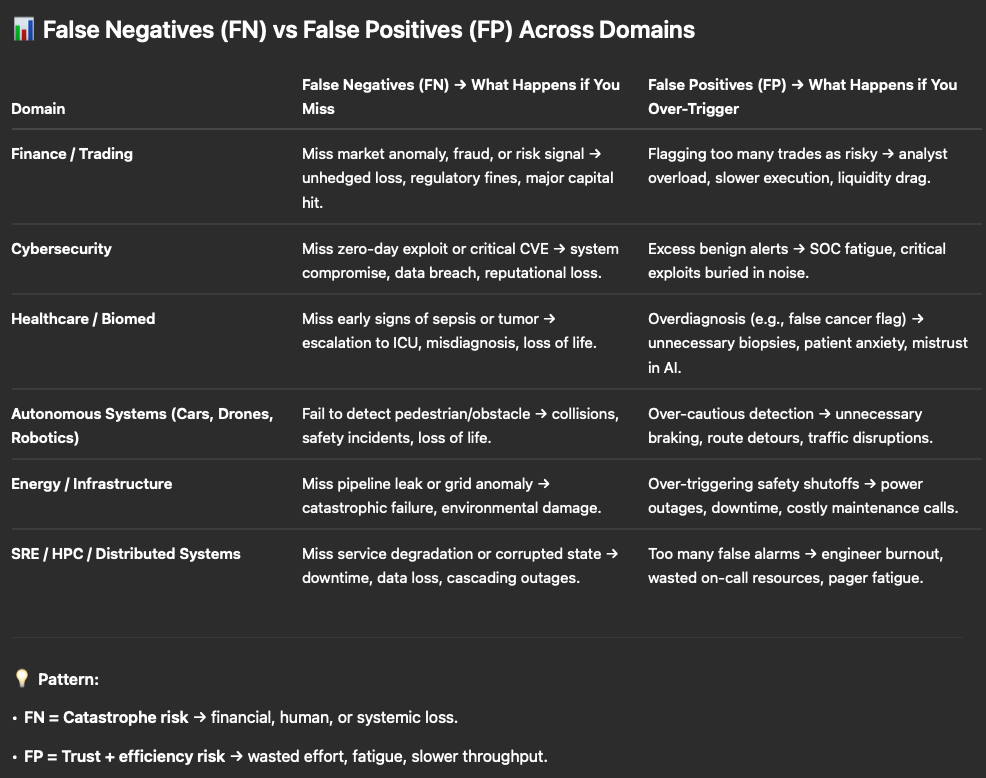 📊 False Negatives (FN) vs False Positives (FP) Across Domains
False Negatives (FN) → What Happens if You
Miss
False Positives (FP) → What Happens if You
Over-Trigger
Domain
Finance / Trading
Miss market anomaly, fraud, or risk signal →
unhedged loss, regulatory fines, major capital
hit.
Flagging too many trades as risky → analyst
overload, slower execution, liquidity drag.
Cybersecurity
Miss zero-day exploit or critical CVE → system
compromise, data breach, reputational loss.
Excess benign alerts → SOC fatigue, critical
exploits buried in noise.
Healthcare / Biomed
Miss early signs of sepsis or tumor →
escalation to ICU, misdiagnosis, loss of life.
Overdiagnosis (e.g., false cancer flag) →
unnecessary biopsies, patient anxiety, mistrust
in AI.
Autonomous Systems (Cars, Drones,
Robotics)
Fail to detect pedestrian/obstacle → collisions,
safety incidents, loss of life.
Over-cautious detection → unnecessary
braking, route detours, traffic disruptions.
Energy / Infrastructure
Miss pipeline leak or grid anomaly →
catastrophic failure, environmental damage.
Over-triggering safety shutoffs → power
outages, downtime, costly maintenance calls.
SRE / HPC / Distributed Systems
Miss service degradation or corrupted state →
downtime, data loss, cascading outages.
Too many false alarms → engineer burnout,
wasted on-call resources, pager fatigue.
💡 Pattern:
• FN = Catastrophe risk → financial, human, or systemic loss.
• FP = Trust + efficiency risk → wasted effort, fatigue, slower throughput.